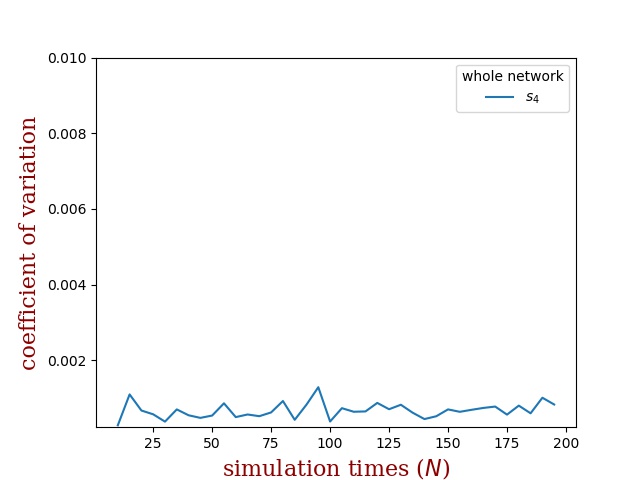 0.010
0.008
0.006
0.004
0.002
coefficient of variation
whole network
s₄
25 50 75 100 125 150 175 200
simulation times (N)